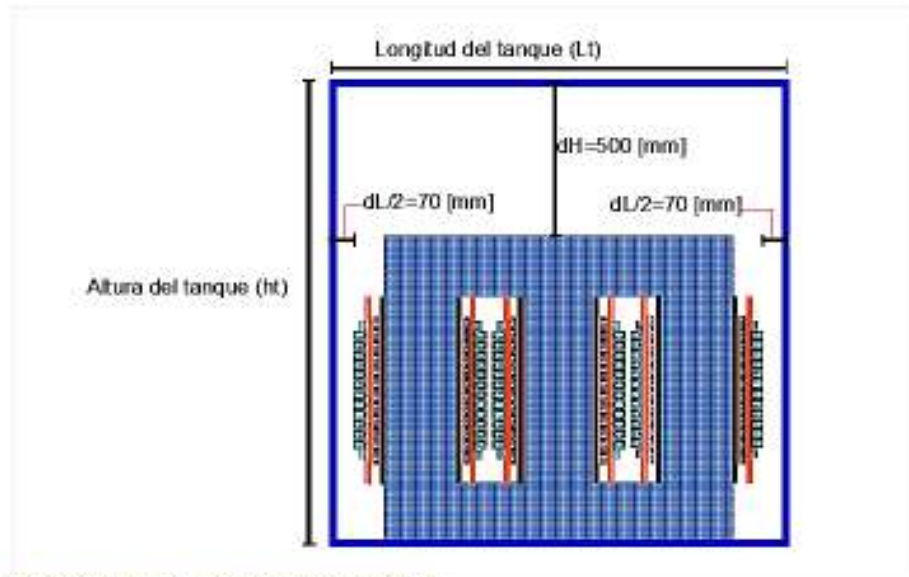 Longitud del tanque (Lt)
dH=500 [mm]
dL/2=70 [mm]
dL/2=70 [mm]
Altura del tanque (ht)